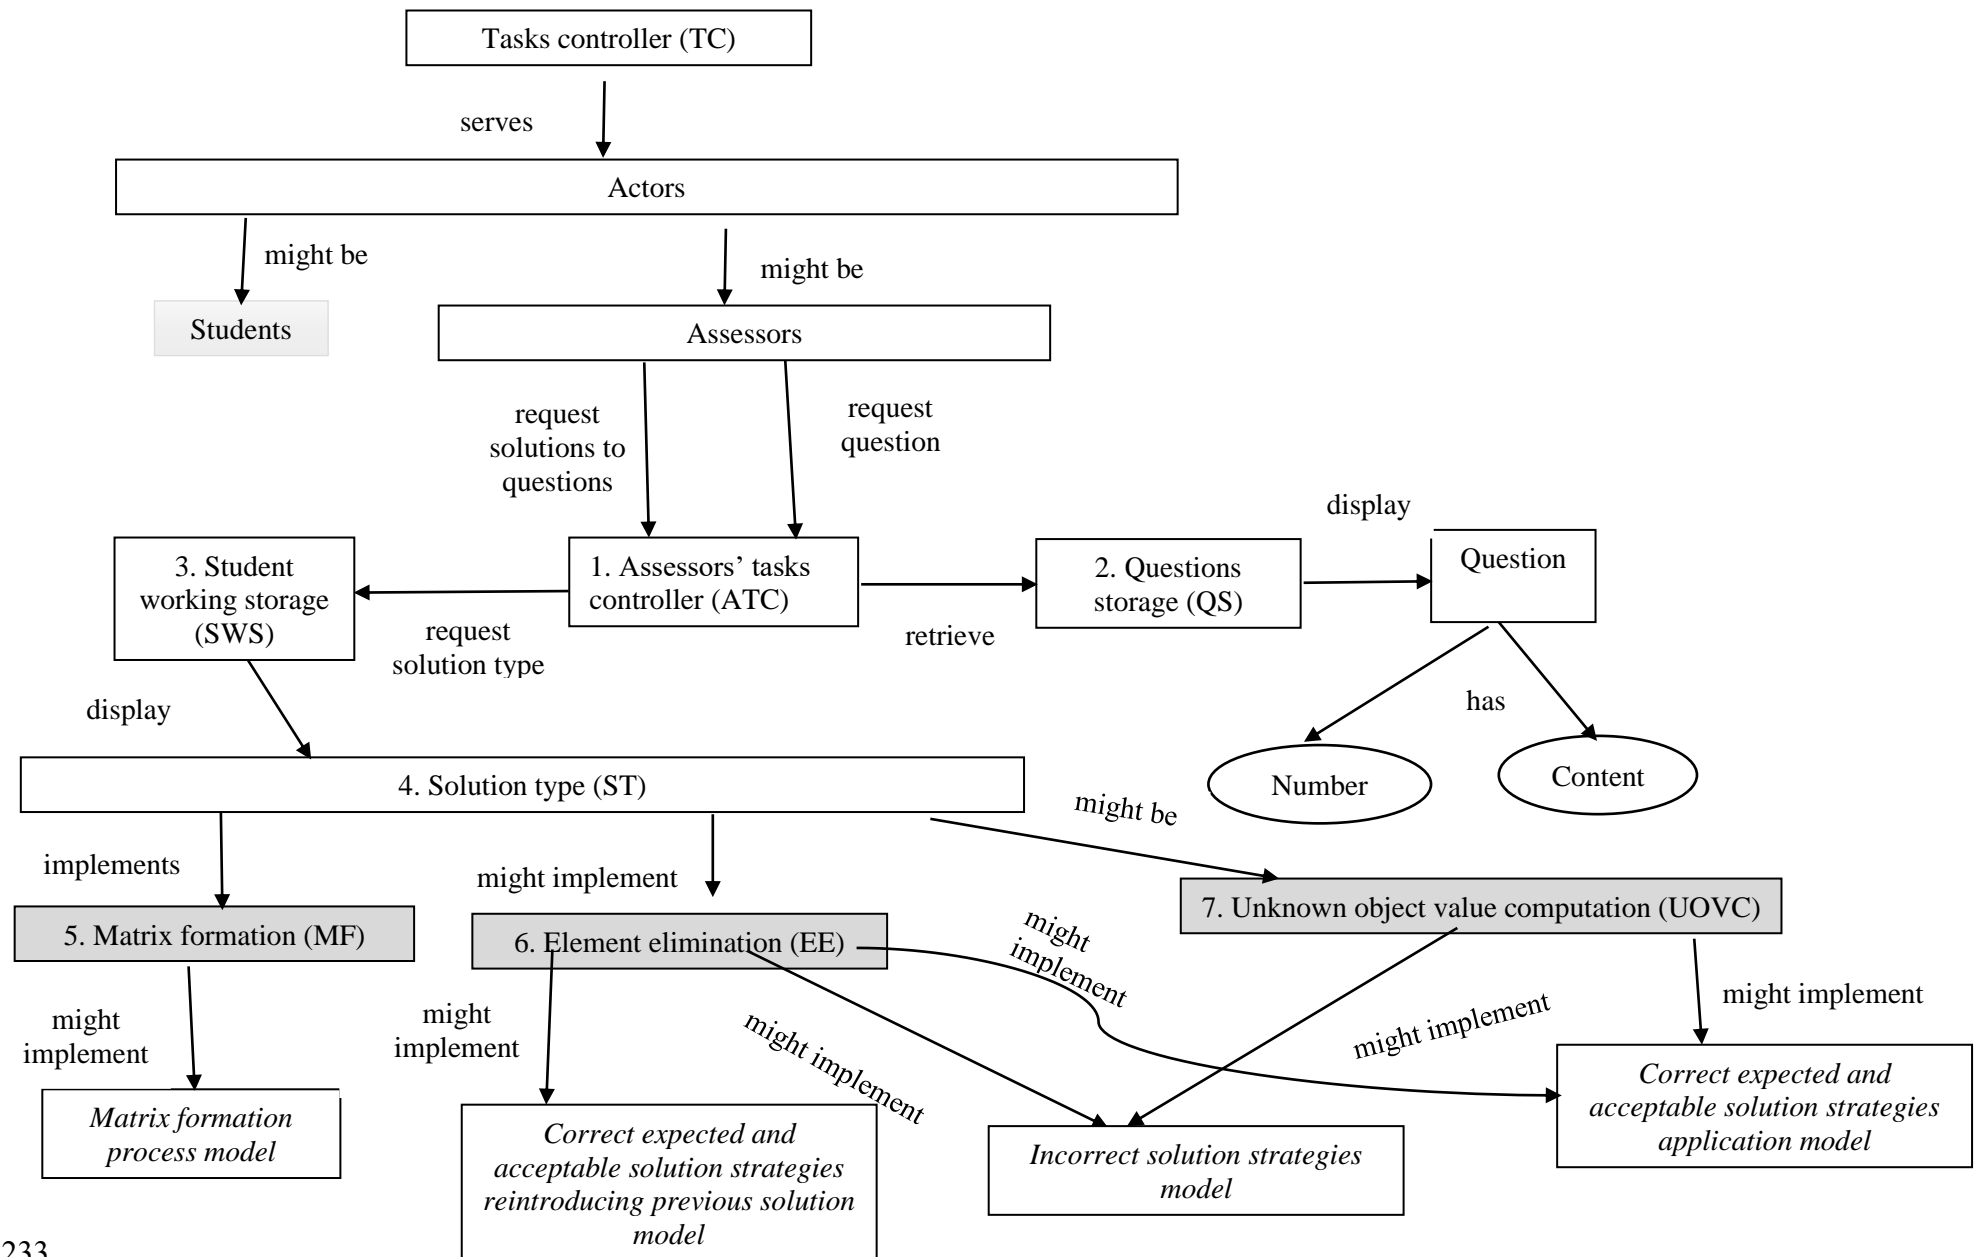 Tasks controller (TC)
serves
Actors
might be
might be
Students
Assessors
request
solutions to
questions
request
question
display
3. Student
working storage
(SWS)
1. Assessors’ tasks
controller (ATC)
2. Questions
storage (QS)
Question
request
solution type
retrieve
display
has
Number
Content
4. Solution type (ST)
might be
implements
might implement
5. Matrix formation (MF)
6. Element elimination (EE)
7. Unknown object value computation (UOVC)
might
implement
might
implement
might implement
might
implement
might implement
might implement
Matrix formation
process model
Correct expected and
acceptable solution strategies
reintroducing previous solution
model
Incorrect solution strategies
model
Correct expected and
acceptable solution strategies
application model
233